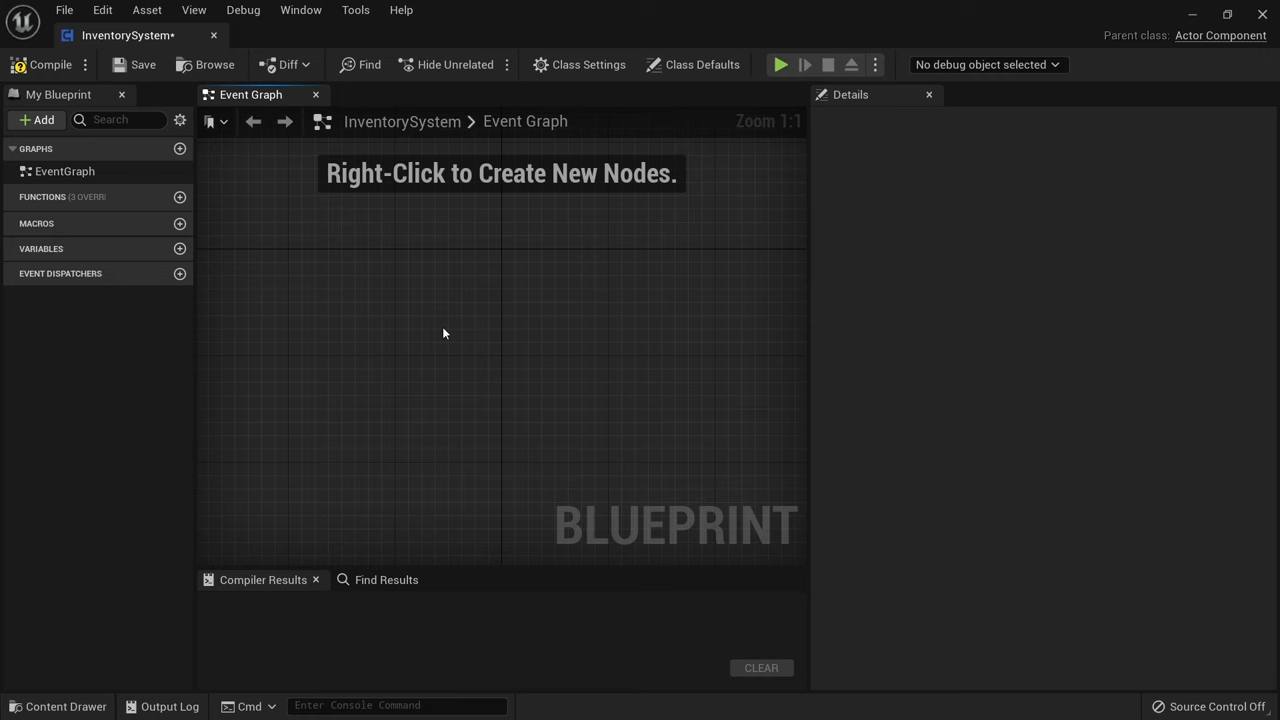 File Edit Asset View Debug Window Tools Help
InventorySystem*
Parent class: Actor Component
Compile Save Browse Diff Find Hide Unrelated Class Settings Class Defaults No debug object selected
My Blueprint Event Graph Details
+ Add Search InventorySystem > Event Graph Zoom 1:1
GRAPHS
EventGraph
FUNCTIONS (3 OVERRI
MACROS
VARIABLES
EVENT DISPATCHERS
Right-Click to Create New Nodes.
BLUEPRINT
Compiler Results Find Results
CLEAR
Content Drawer Output Log Cmd Enter Console Command Source Control Off